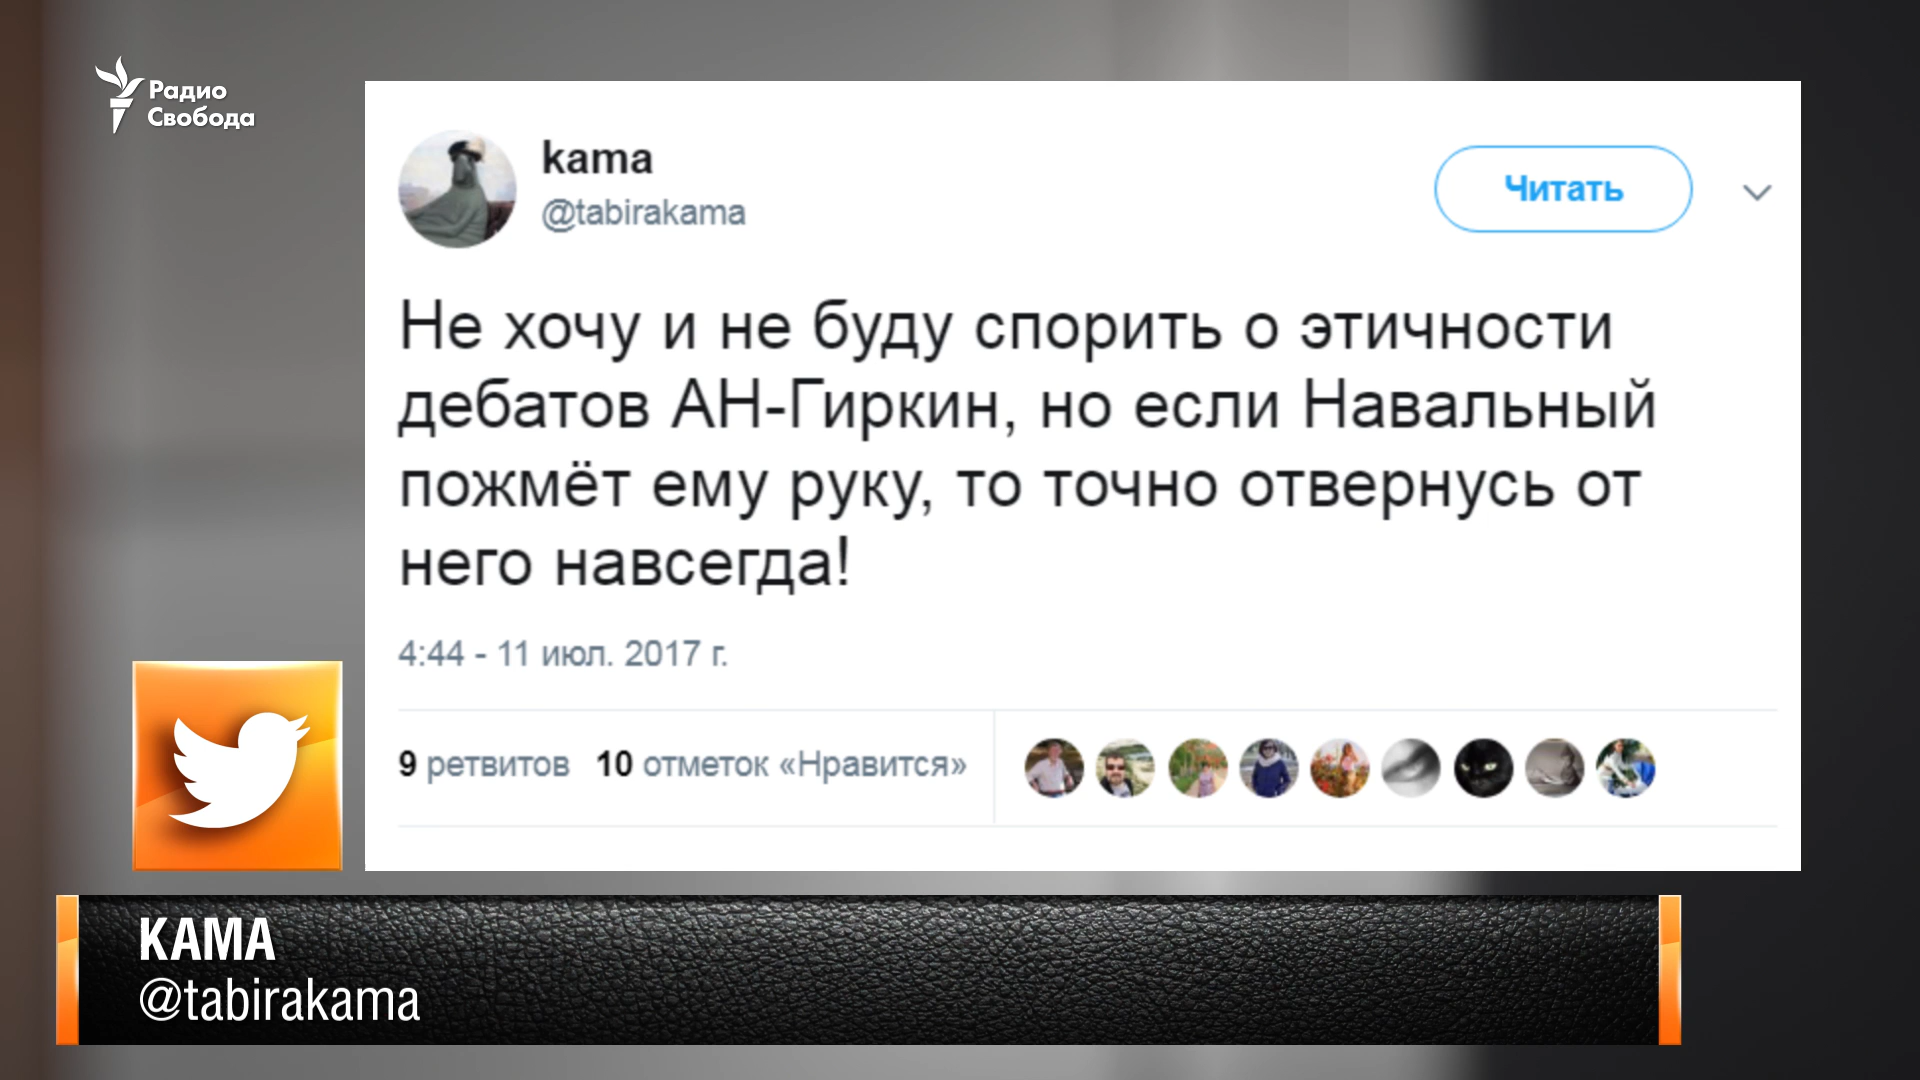 Радио
Свобода
kama
@tabirakama
Читать
Не хочу и не буду спорить о этичности
дебатов АН-Гиркин, но если Навальный
пожмёт ему руку, то точно отвернусь от
него навсегда!
4:44 - 11 июл. 2017 г.
9 ретвитов 10 отметок «Нравится»
KAMA
@tabirakama